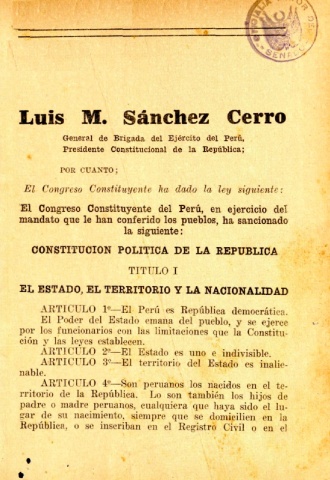 SENADO
Luis M. Sánchez Cerro
General de Brigada del Ejército del Perú,
Presidente Constitucional de la República;
POR CUANTO;
El Congreso Constituyente ha dado la ley siguiente:
El Congreso Constituyente del Perú, en ejercicio del
mandato que le han conferido los pueblos, ha sancionado
la siguiente:
CONSTITUCION POLITICA DE LA REPUBLICA
TITULO I
EL ESTADO, EL TERRITORIO Y LA NACIONALIDAD
ARTICULO 1º—El Perú es República democrática.
El Poder del Estado emana del pueblo, y se ejerce
por los funcionarios con las limitaciones que la Constitu-
ción y las leyes establecen.
ARTICULO 2º—El Estado es uno e indivisible.
ARTICULO 3º—El territorio del Estado es inalie-
nable.
ARTICULO 4º—Son peruanos los nacidos en el te-
rritorio de la República. Lo son también los hijos de
padre o madre peruanos, cualquiera que haya sido el lu-
gar de su nacimiento, siempre que se domicilien en la
República, o se inscriban en el Registro Civil o en el